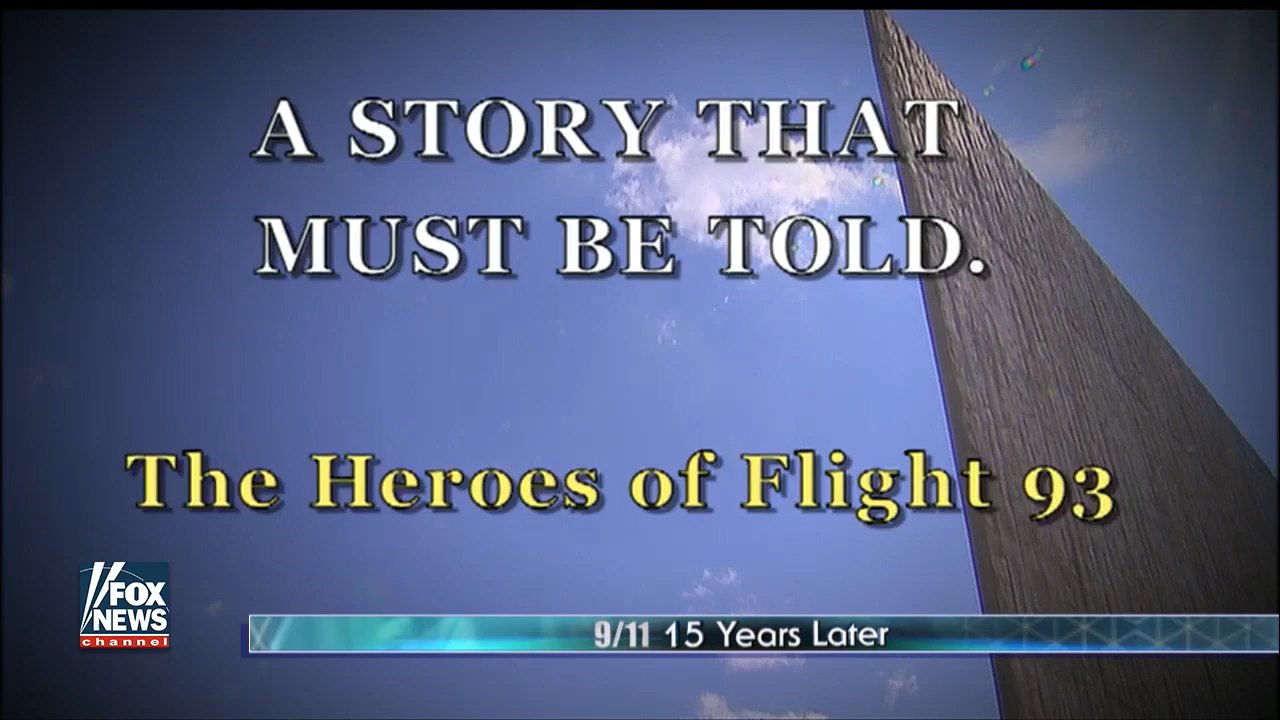 A STORY THAT
MUST BE TOLD.
The Heroes of Flight 93
FOX
NEWS
channel
9/11 15 Years Later